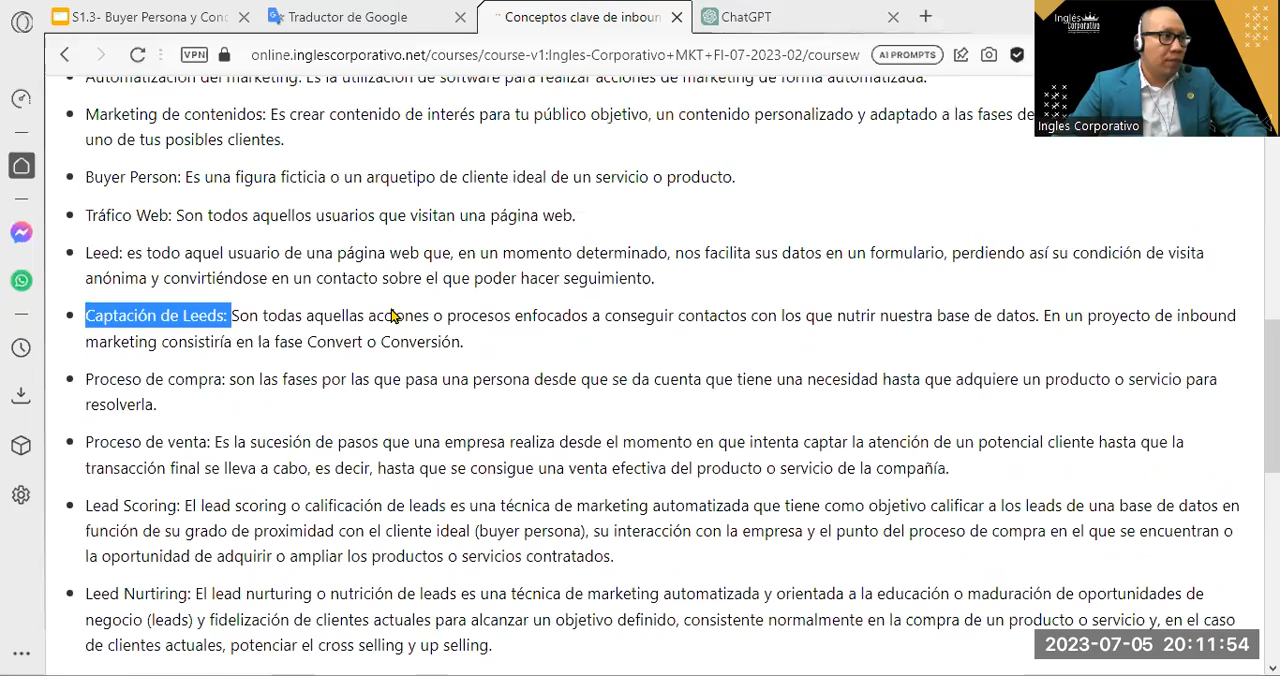 S1.3- Buyer Persona y Con
Traductor de Google
Conceptos clave de inboun
ChatGPT
VPN
online.inglescorporativo.net/courses/course-v1:Ingles-Corporativo+MKT+FI-07-2023-02/coursew
AI PROMPTS
Inglés
Corporativo
Ingles Corporativo
Automatización del marketing: Es la utilización de software para realizar acciones de marketing de forma automatizada.
Marketing de contenidos: Es crear contenido de interés para tu público objetivo, un contenido personalizado y adaptado a las fases de
uno de tus posibles clientes.
Buyer Person: Es una figura ficticia o un arquetipo de cliente ideal de un servicio o producto.
Tráfico Web: Son todos aquellos usuarios que visitan una página web.
Leed: es todo aquel usuario de una página web que, en un momento determinado, nos facilita sus datos en un formulario, perdiendo así su condición de visita
anónima y convirtiéndose en un contacto sobre el que poder hacer seguimiento.
Captación de Leeds: Son todas aquellas acciones o procesos enfocados a conseguir contactos con los que nutrir nuestra base de datos. En un proyecto de inbound
marketing consistiría en la fase Convert o Conversión.
Proceso de compra: son las fases por las que pasa una persona desde que se da cuenta que tiene una necesidad hasta que adquiere un producto o servicio para
resolverla.
Proceso de venta: Es la sucesión de pasos que una empresa realiza desde el momento en que intenta captar la atención de un potencial cliente hasta que la
transacción final se lleva a cabo, es decir, hasta que se consigue una venta efectiva del producto o servicio de la compañía.
Lead Scoring: El lead scoring o calificación de leads es una técnica de marketing automatizada que tiene como objetivo calificar a los leads de una base de datos en
función de su grado de proximidad con el cliente ideal (buyer persona), su interacción con la empresa y el punto del proceso de compra en el que se encuentran o
la oportunidad de adquirir o ampliar los productos o servicios contratados.
Leed Nurtiring: El lead nurturing o nutrición de leads es una técnica de marketing automatizada y orientada a la educación o maduración de oportunidades de
negocio (leads) y fidelización de clientes actuales para alcanzar un objetivo definido, consistente normalmente en la compra de un producto o servicio y, en el caso
de clientes actuales, potenciar el cross selling y up selling.
2023-07-05 20:11:54